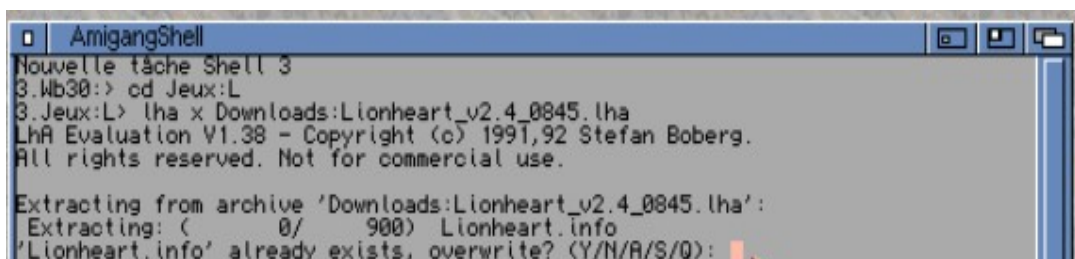 AmigangShell
Nouvelle tâche Shell 3
3.Wb30:> cd Jeux:L
3.Jeux:L> lha x Downloads:Lionheart_v2.4_0845.lha
LhA Evaluation V1.38 - Copyright (c) 1991,92 Stefan Boberg.
All rights reserved. Not for commercial use.
Extracting from archive 'Downloads:Lionheart_v2.4_0845.lha':
Extracting: (       0/     900)  Lionheart.info
'Lionheart.info' already exists, overwrite? (Y/N/A/S/Q):